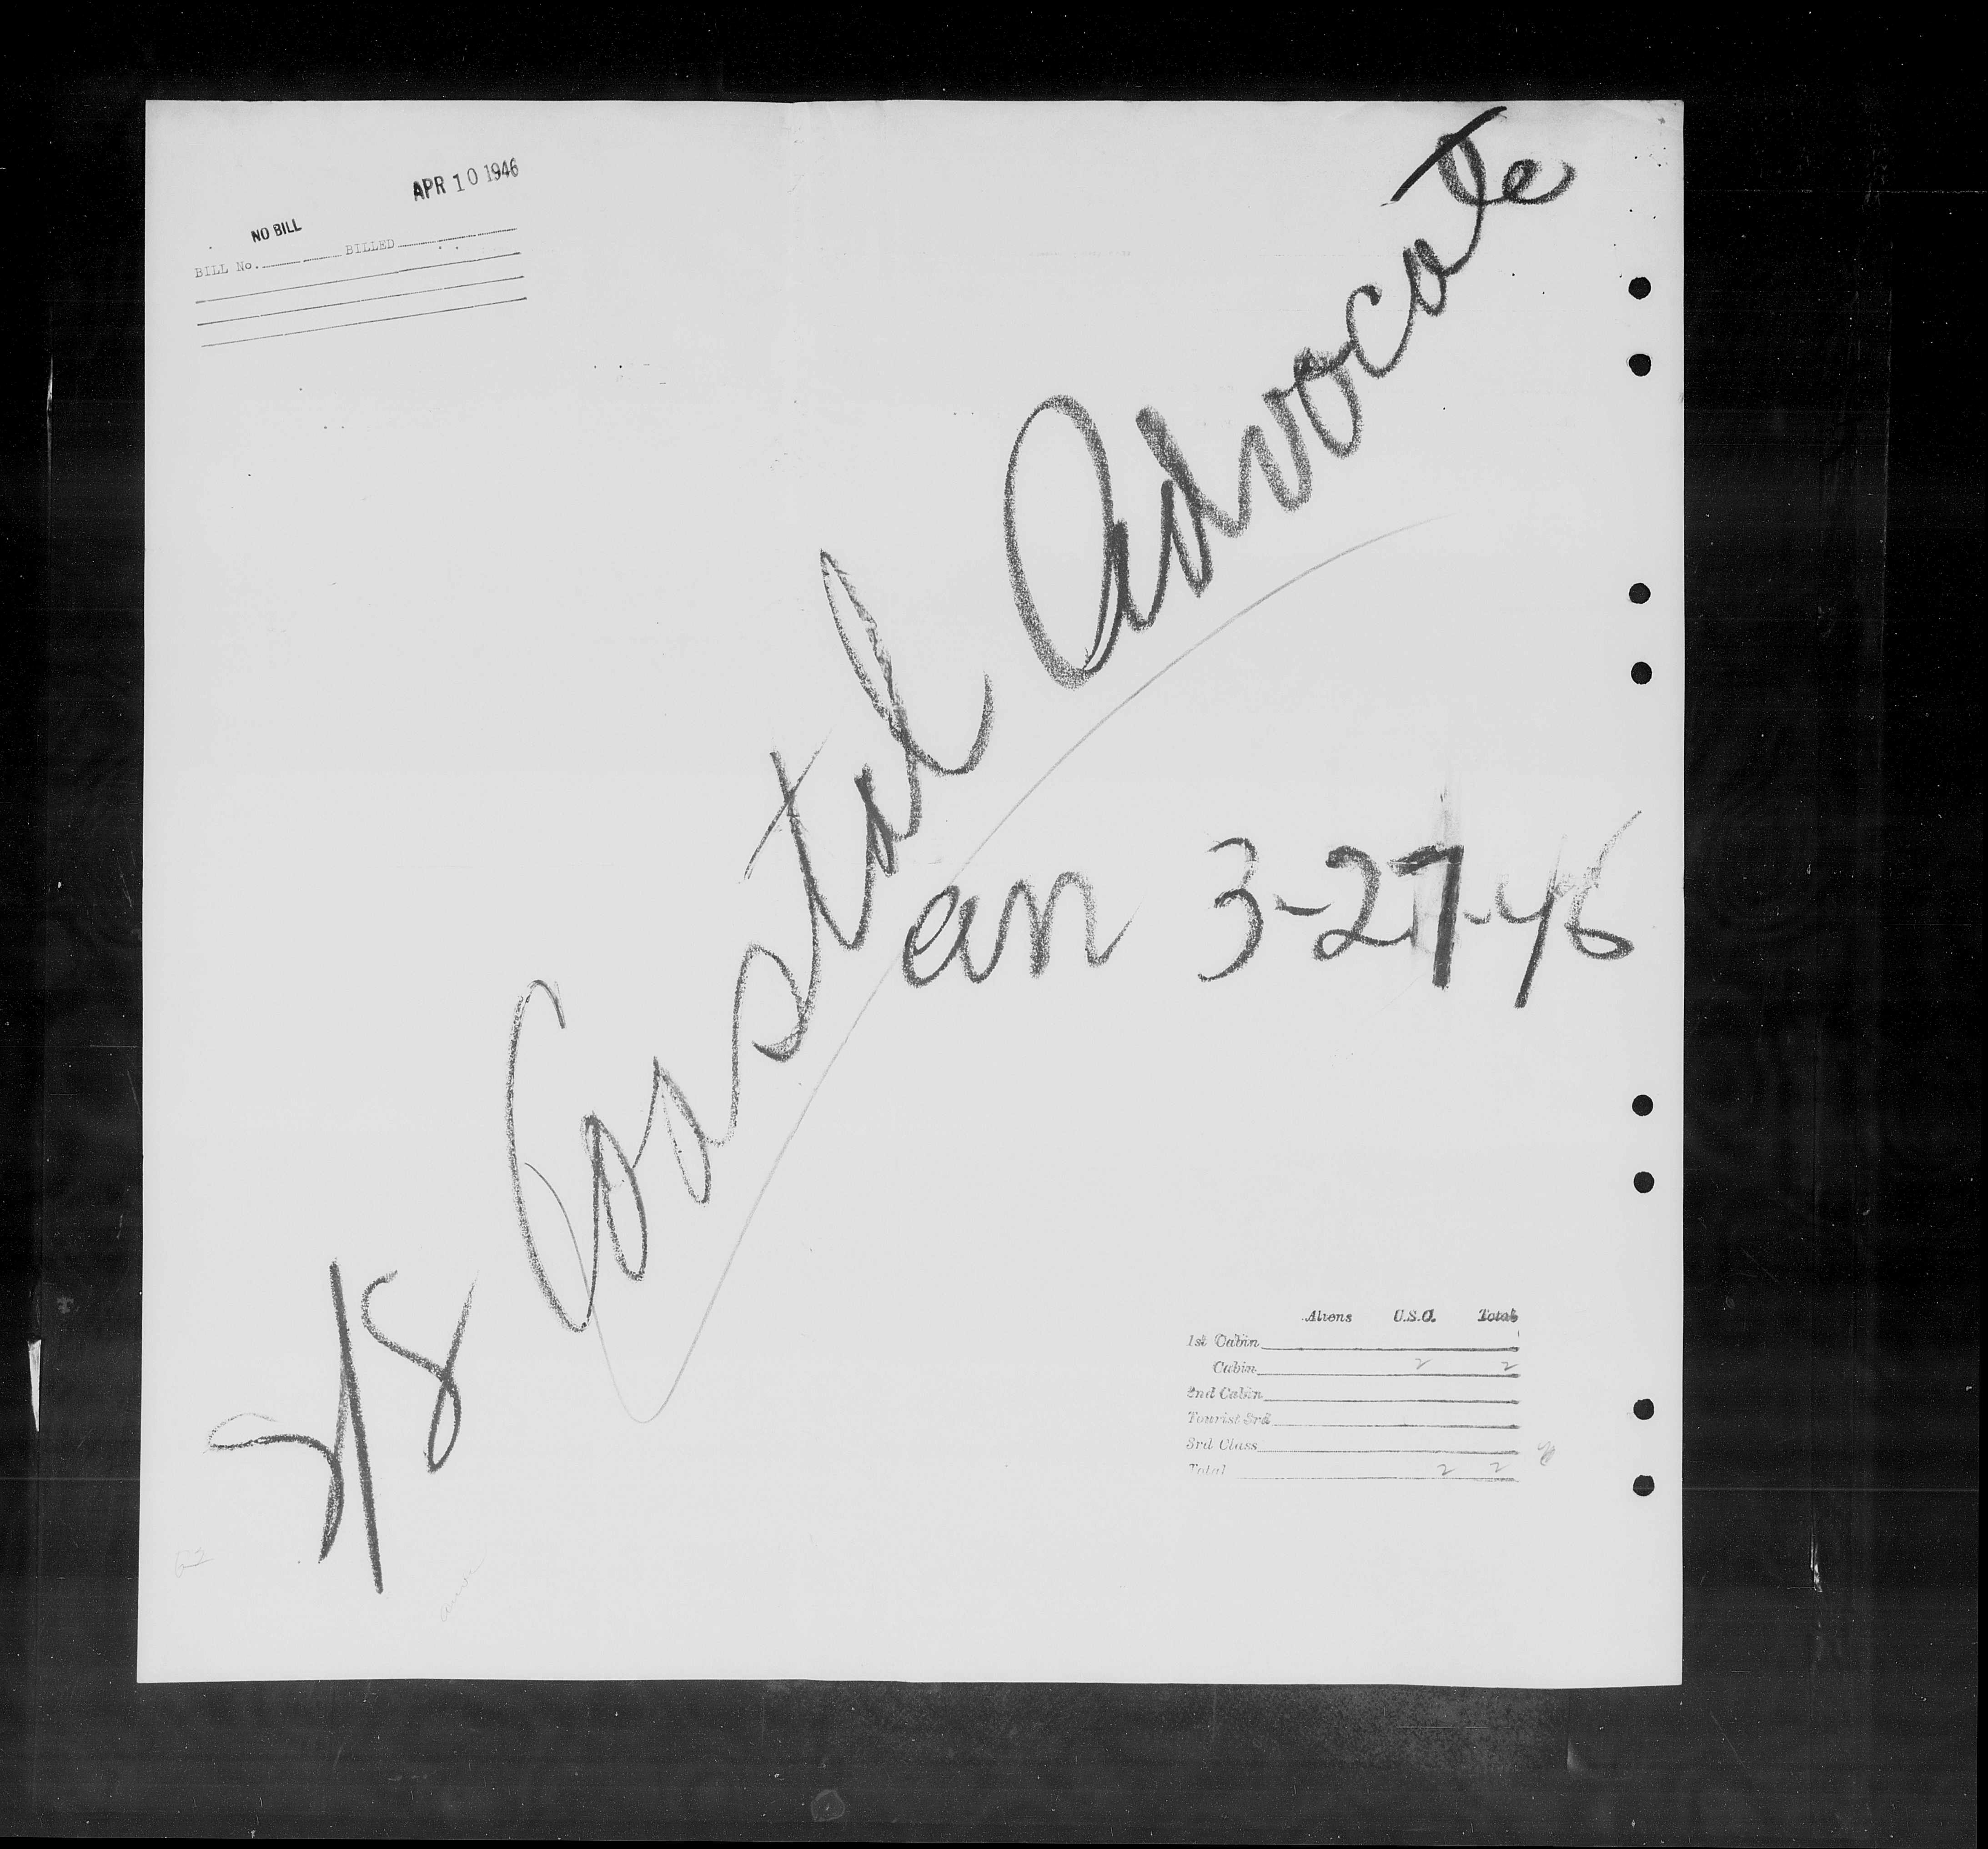 APR 10 1946
NO BILL
BILL No. BILLED
S/S Coastal Advocate
arr 3-27-46
Aliens U.S.C. Total
1st Cabin
Cabin 2 2
2nd Cabin
Tourist 3rd
3rd Class
Total 2 2